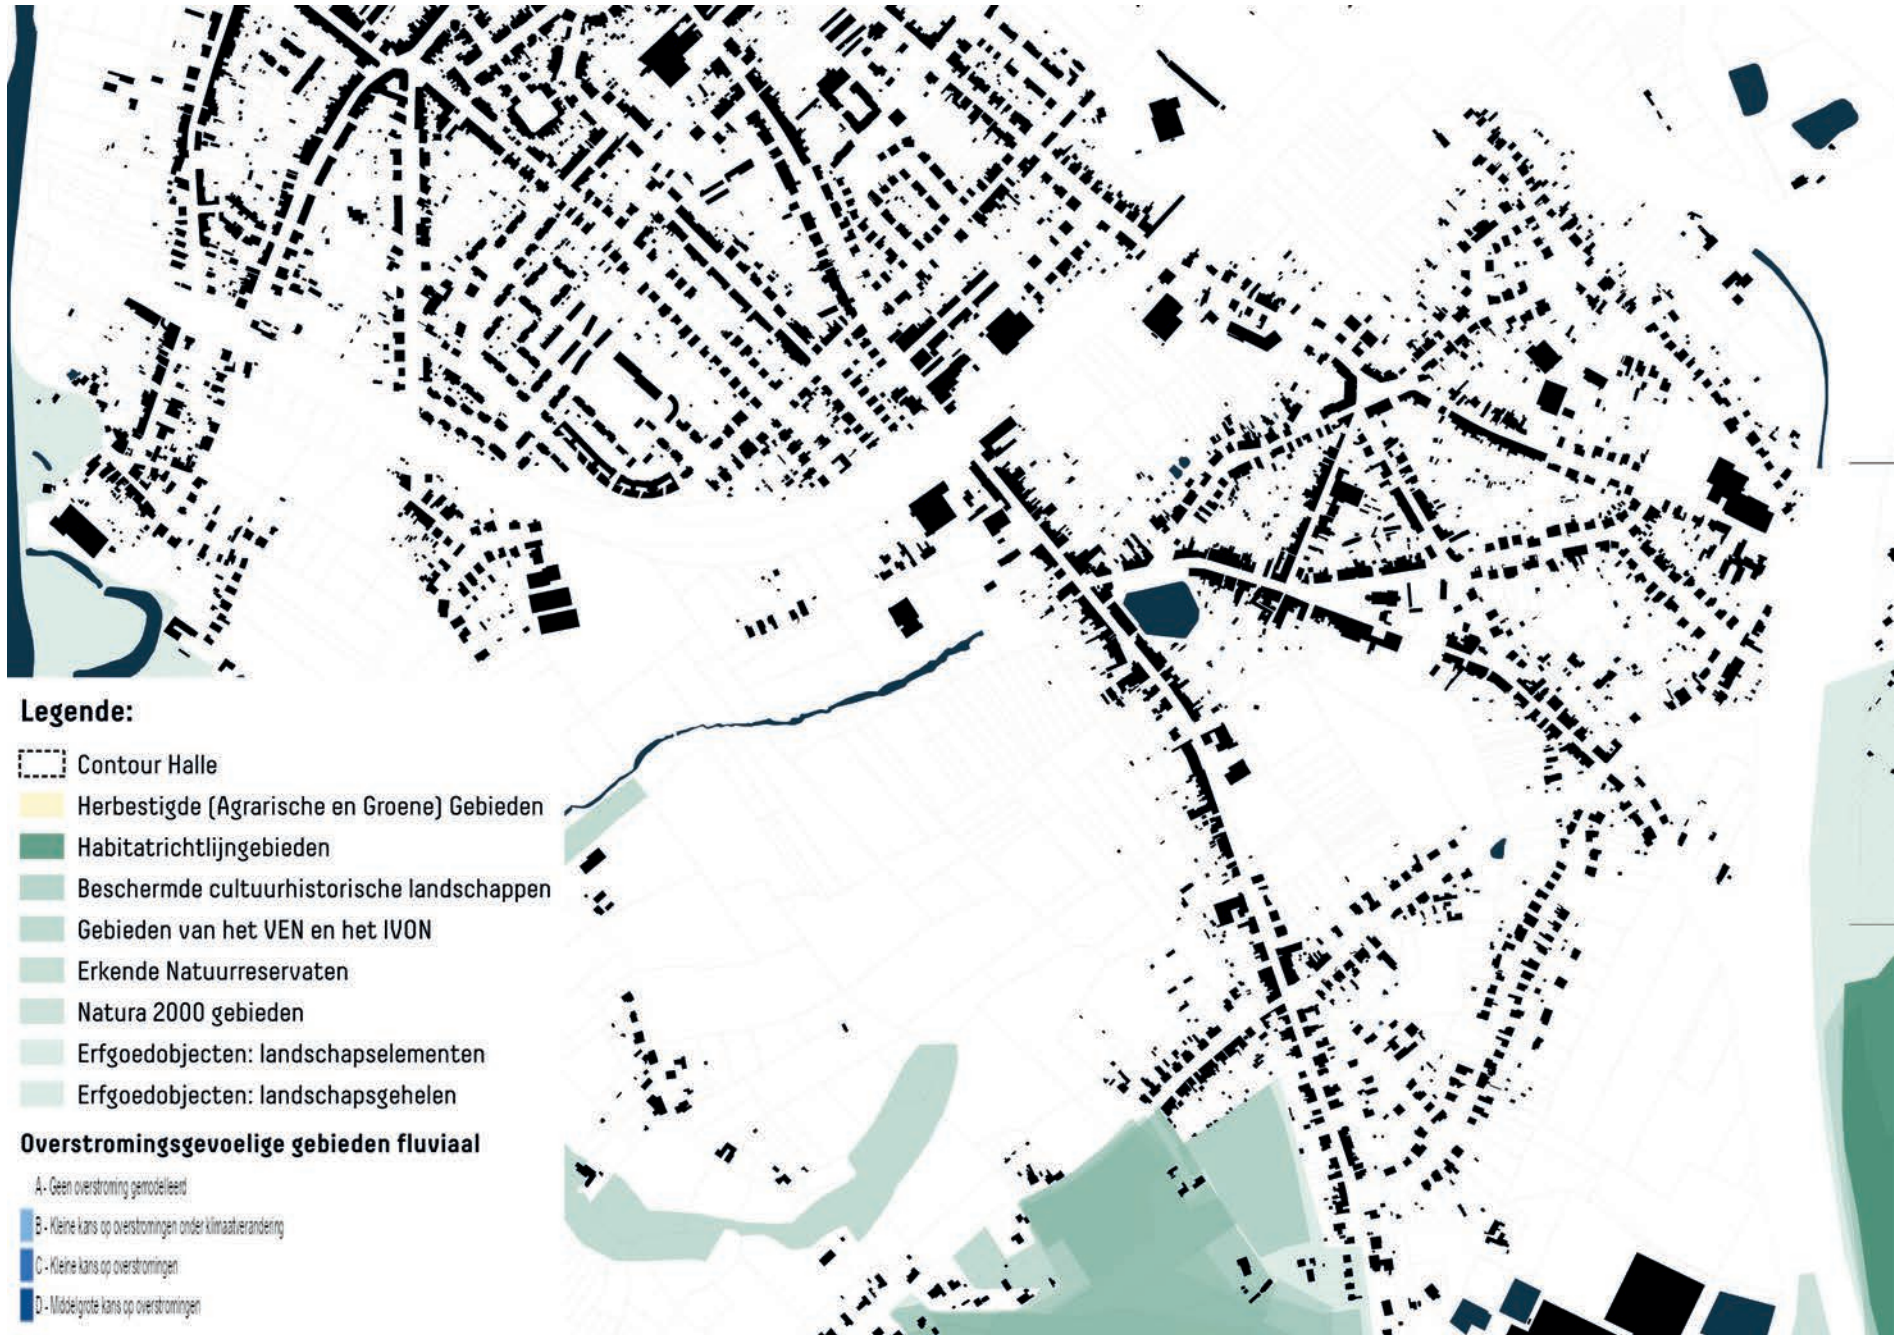 Legende:
Contour Halle
Herbestigde (Agrarische en Groene) Gebieden
Habitatrichtlijngebieden
Beschermde cultuurhistorische landschappen
Gebieden van het VEN en het IVON
Erkende Natuurreservaten
Natura 2000 gebieden
Erfgoedobjecten: landschapselementen
Erfgoedobjecten: landschapsgehelen
Overstromingsgevoelige gebieden fluviaal
A - Geen overstroming gemodelleerd
B - Kleine kans op overstromingen onder klimaatverandering
C - Kleine kans op overstromingen
D - Middelgrote kans op overstromingen